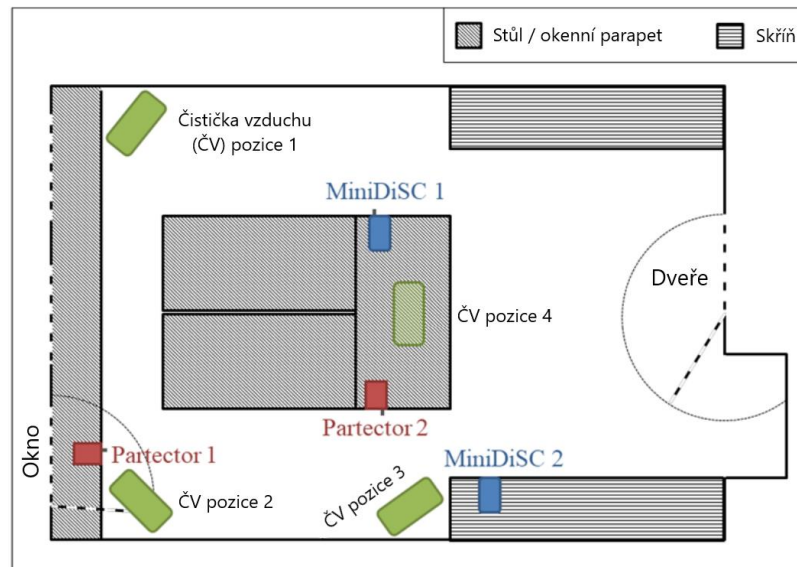 Stůl / okenní parapet
Skříň
Čistička vzduchu
(ČV) pozice 1
MiniDiSC 1
Dveře
ČV pozice 4
Partector 2
Okno
Partector 1
MiniDiSC 2
ČV pozice 3
ČV pozice 2